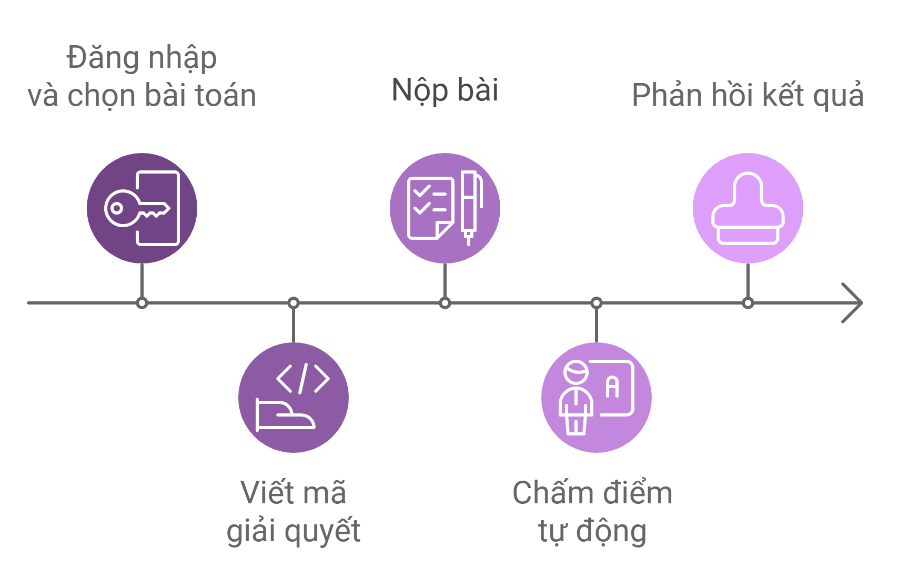 Đăng nhập
và chọn bài toán
Viết mã
giải quyết
Nộp bài
Chấm điểm
tự động
Phản hồi kết quả